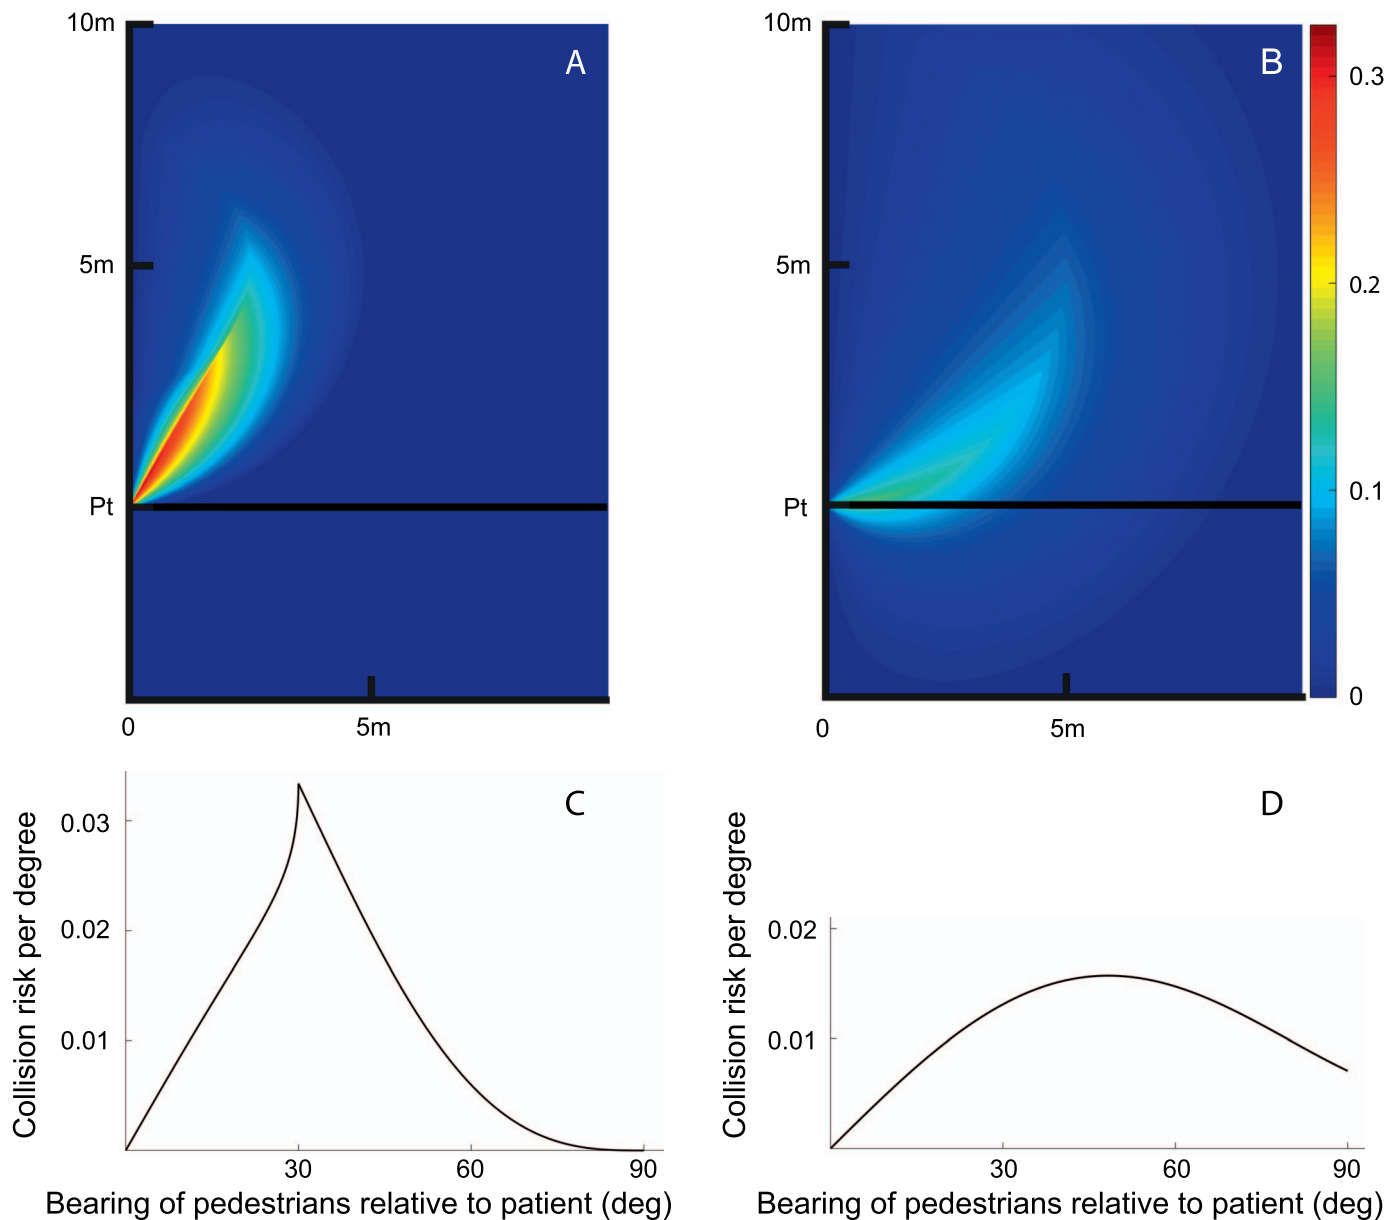 10m
A
5m
Pt
0
5m
10m
B
5m
Pt
0
5m
0.3
0.2
0.1
0
C
Collision risk per degree
0.03
0.02
0.01
30
60
90
Bearing of pedestrians relative to patient (deg)
D
Collision risk per degree
0.02
0.01
30
60
90
Bearing of pedestrians relative to patient (deg)